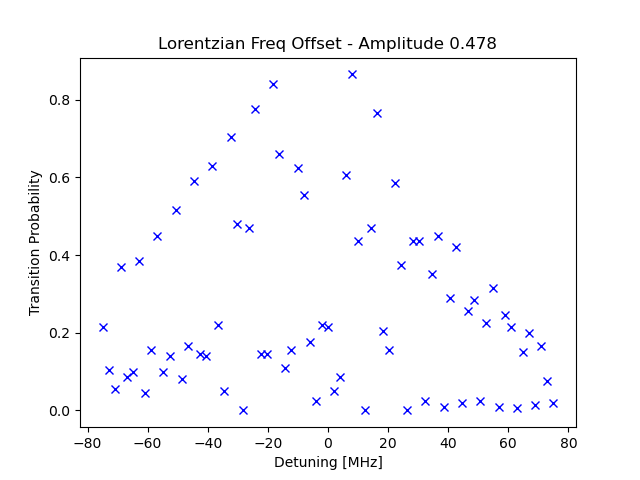 Lorentzian Freq Offset - Amplitude 0.478
Transition Probability
0.8
0.6
0.4
0.2
0.0
−80 −60 −40 −20 0 20 40 60 80
Detuning [MHz]